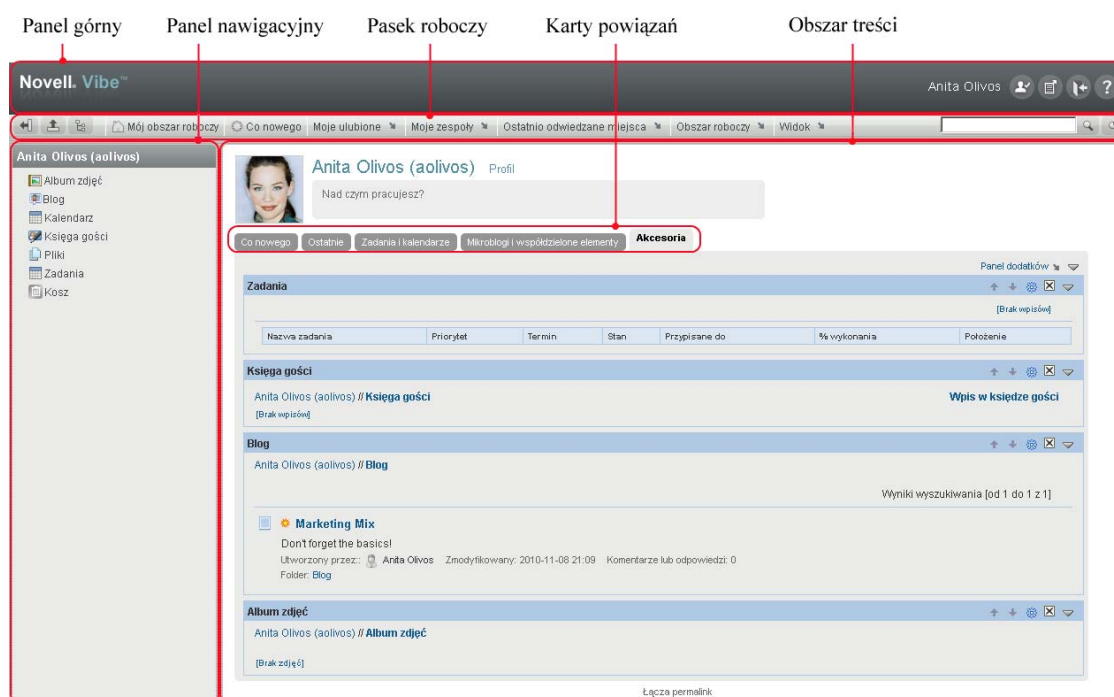 Panel górny Panel nawigacyjny Pasek roboczy Karty powiązań Obszar treści
Novell. Vibe™
Anita Olivos ?
Mój obszar roboczy Co nowego Moje ulubione Moje zespoły Ostatnio odwiedzane miejsca Obszar roboczy Widok
Anita Olivos (aolivos)
Album zdjęć
Blog
Kalendarz
Księga gości
Pliki
Zadania
Kosz
Anita Olivos (aolivos) Profil
Nad czym pracujesz?
Co nowego Ostatnie Zadania i kalendarze Mikroblogi i współdzielone elementy Akcesoria
Panel dodatków
Zadania
[Brak wpisów]
Nazwa zadania Priorytet Termin Stan Przypisane do % wykonania Położenie
Księga gości
Anita Olivos (aolivos) // Księga gości Wpis w księdze gości
[Brak wpisów]
Blog
Anita Olivos (aolivos) // Blog
Wyniki wyszukiwania [od 1 do 1 z 1]
Marketing Mix
Don't forget the basics!
Utworzony przez:: Anita Olivos Zmodyfikowany: 2010-11-08 21:09 Komentarze lub odpowiedzi: 0
Folder: Blog
Album zdjęć
Anita Olivos (aolivos) // Album zdjęć
[Brak zdjęć]
Łącza permalink